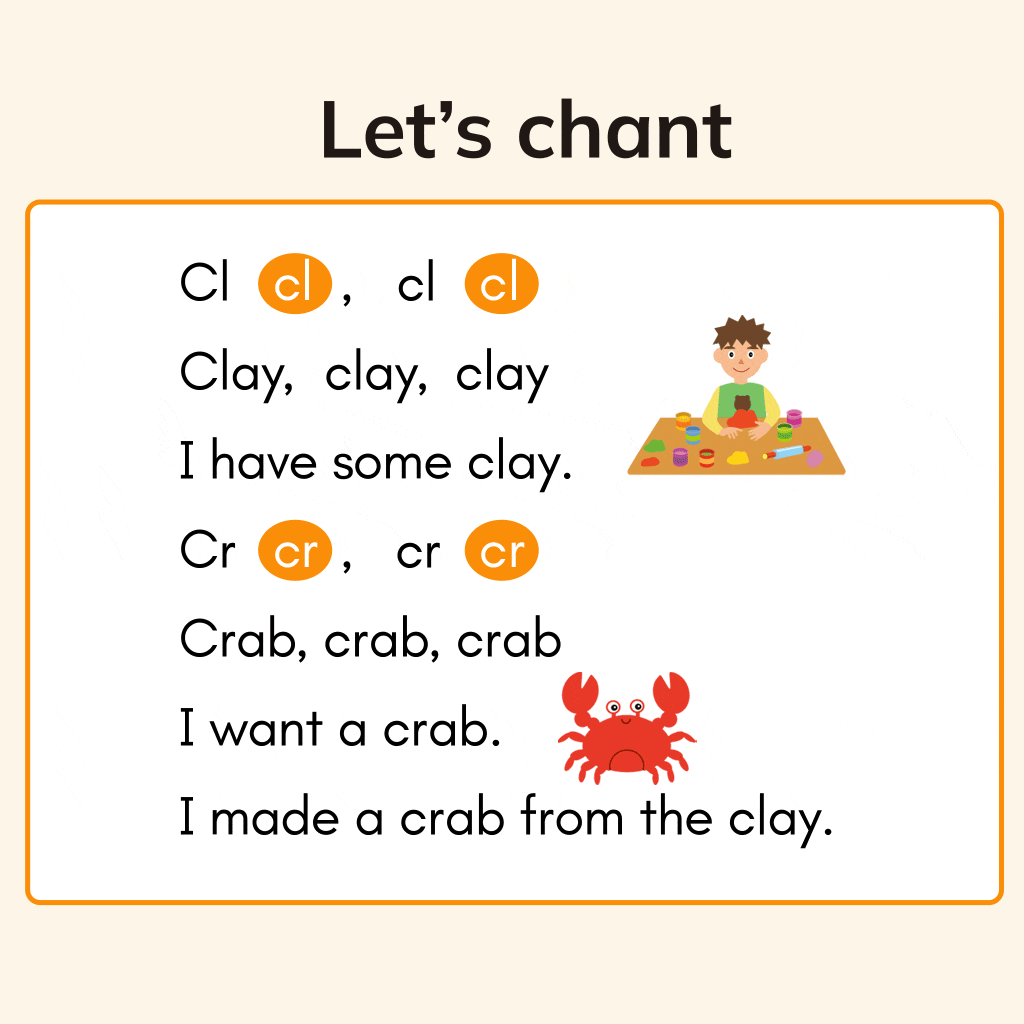 Let’s chant
Cl cl, cl cl
Clay, clay, clay
I have some clay.
Cr cr, cr cr
Crab, crab, crab
I want a crab.
I made a crab from the clay.